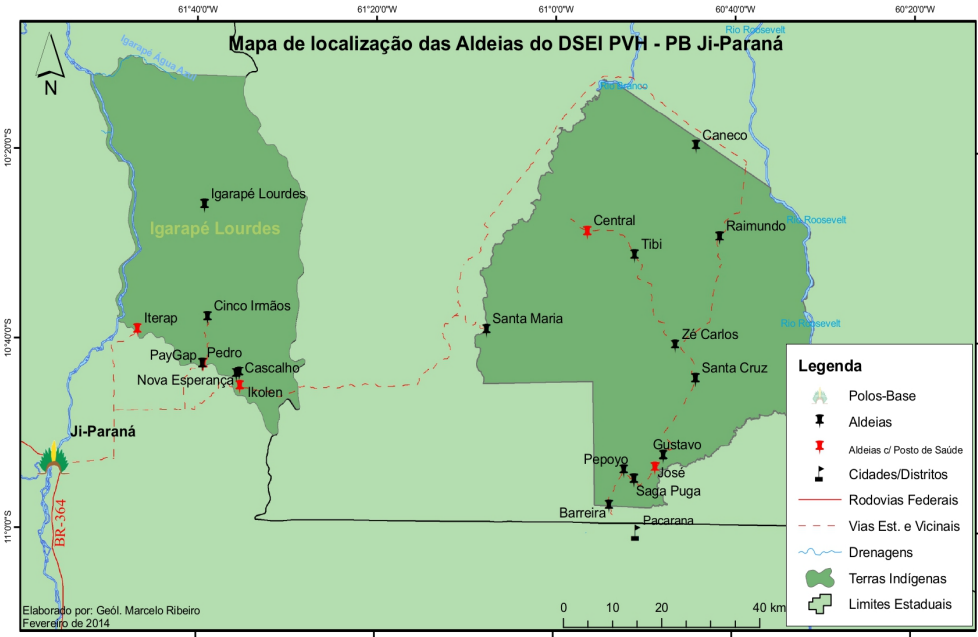 61°40'0"W
61°20'0"W
61°0'0"W
60°40'0"W
60°20'0"W
Mapa de localização das Aldeias do DSEI PVH - PB Ji-Paraná
Rio Roosevelt
Igarapé Água Azul
N
Rio Branco
10°20'0"S
Caneco
Igarapé Lourdes
Igarapé Lourdes
Central
Raimundo
Rio Roosevelt
Tibi
Cinco Irmãos
Iterap
Santa Maria
Rio Roosevelt
10°40'0"S
Zé Carlos
PayGap
Pedro
Cascalho
Nova Esperança
Ikolen
Santa Cruz
Ji-Paraná
Gustavo
Pepoyo
José
Saga Puga
Barreira
Pacarana
11°0'0"S
BR-364
Legenda
Polos-Base
Aldeias
Aldeias c/ Posto de Saúde
Cidades/Distritos
Rodovias Federais
Vias Est. e Vicinais
Drenagens
Terras Indígenas
Limites Estaduais
Elaborado por: Geól. Marcelo Ribeiro
Fevereiro de 2014
0 10 20 40 km